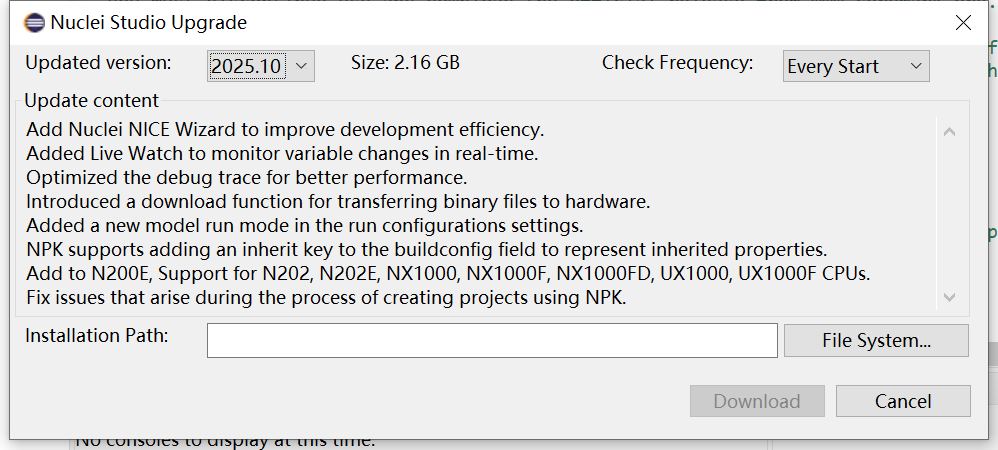 Nuclei Studio Upgrade
Updated version: 2025.10 Size: 2.16 GB Check Frequency: Every Start
Update content
Add Nuclei NICE Wizard to improve development efficiency.
Added Live Watch to monitor variable changes in real-time.
Optimized the debug trace for better performance.
Introduced a download function for transferring binary files to hardware.
Added a new model run mode in the run configurations settings.
NPK supports adding an inherit key to the buildconfig field to represent inherited properties.
Add to N200E, Support for N202, N202E, NX1000, NX1000F, NX1000FD, UX1000, UX1000F CPUs.
Fix issues that arise during the process of creating projects using NPK.
Installation Path: File System...
Download Cancel
No consoles to display at this time.